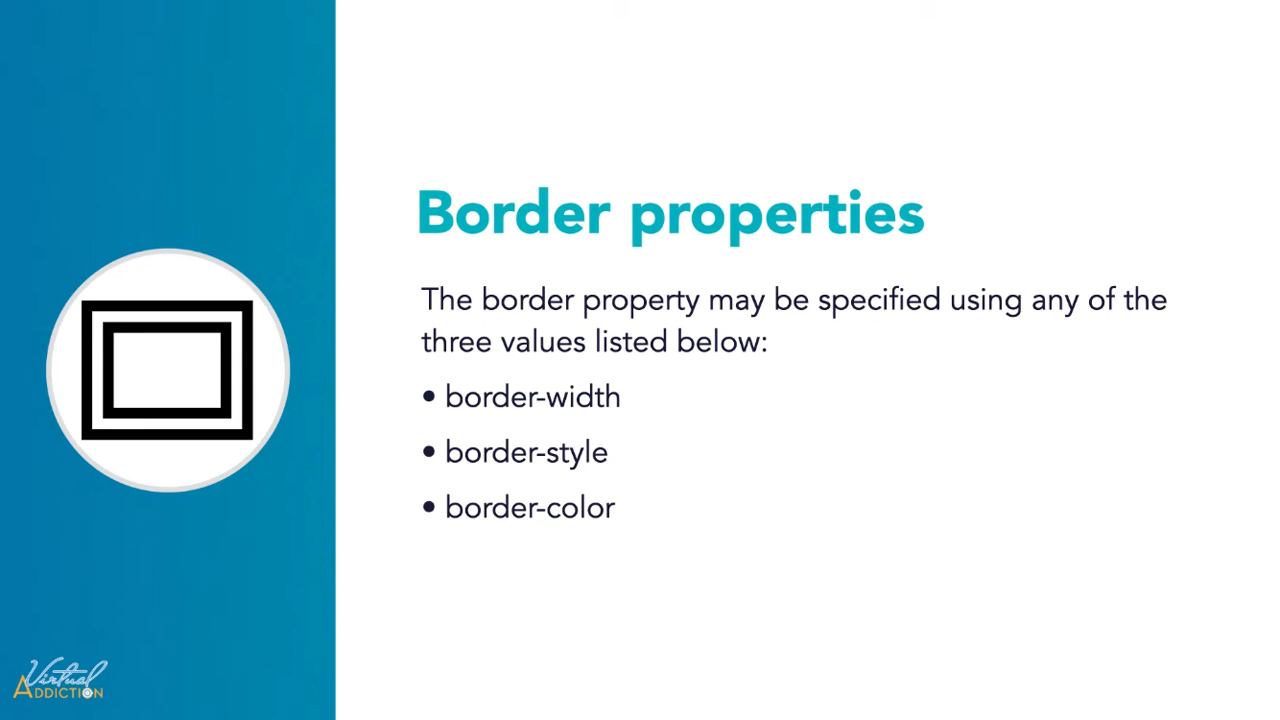 Border properties
The border property may be specified using any of the
three values listed below:
• border-width
• border-style
• border-color
Virtual
ADDICTION